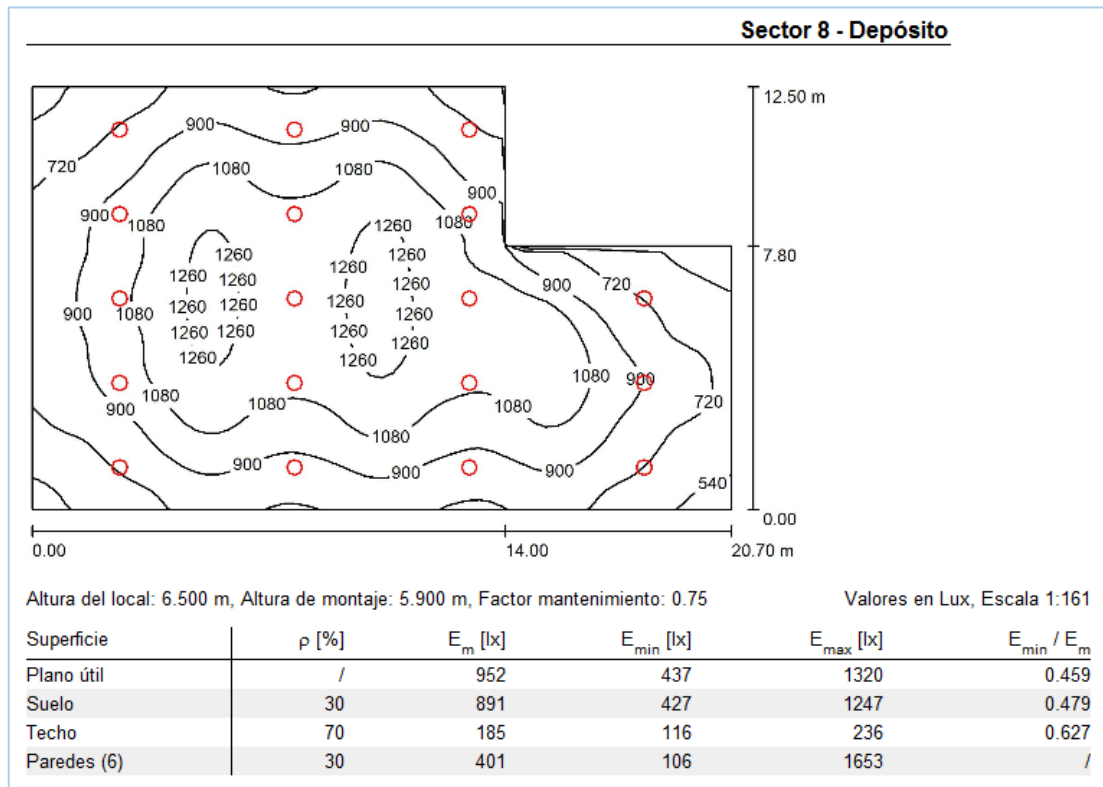 Sector 8 - Depósito
12.50 m
900 900
720 1080 1080
900 900
1080 1080
1260 1260
7.80
1260 1260 1260 1260 720
900
1260 1260 1260 1260
900 1080 1260
1260 1260 1260
1260 1260
1080 900
1080 720
900 1080 1080
1080
900 900 900
540
0.00
0.00 14.00 20.70 m
Altura del local: 6.500 m, Altura de montaje: 5.900 m, Factor mantenimiento: 0.75 Valores en Lux, Escala 1:161
Superficie ρ [%] Em [lx] Emin [lx] Emax [lx] Emin / Em
Plano útil / 952 437 1320 0.459
Suelo 30 891 427 1247 0.479
Techo 70 185 116 236 0.627
Paredes (6) 30 401 106 1653 /